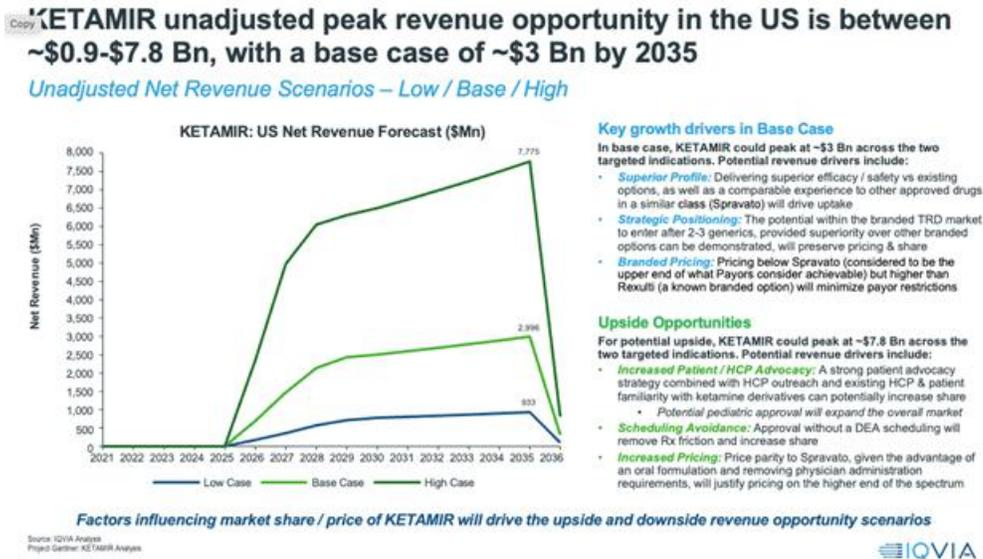 Copy
KETAMIR unadjusted peak revenue opportunity in the US is between
~$0.9-$7.8 Bn, with a base case of ~$3 Bn by 2035
Unadjusted Net Revenue Scenarios – Low / Base / High
KETAMIR: US Net Revenue Forecast ($Mn)
Net Revenue ($Mn)
8,000
7,500
7,000
6,500
6,000
5,500
5,000
4,500
4,000
3,500
3,000
2,500
2,000
1,500
1,000
500
0
7,775
2,996
933
2021 2022 2023 2024 2025 2026 2027 2028 2029 2030 2031 2032 2033 2034 2035 2036
Low Case Base Case High Case
Key growth drivers in Base Case
In base case, KETAMIR could peak at ~$3 Bn across the two
targeted indications. Potential revenue drivers include:
• Superior Profile: Delivering superior efficacy / safety vs existing
options, as well as a comparable experience to other approved drugs
in a similar class (Spravato) will drive uptake
• Strategic Positioning: The potential within the branded TRD market
to enter after 2-3 generics, provided superiority over other branded
options can be demonstrated, will preserve pricing & share
• Branded Pricing: Pricing below Spravato (considered to be the
upper end of what Payors consider achievable) but higher than
Rexulti (a known branded option) will minimize payor restrictions
Upside Opportunities
For potential upside, KETAMIR could peak at ~$7.8 Bn across the
two targeted indications. Potential revenue drivers include:
• Increased Patient / HCP Advocacy: A strong patient advocacy
strategy combined with HCP outreach and existing HCP & patient
familiarity with ketamine derivatives can potentially increase share
• Potential pediatric approval will expand the overall market
• Scheduling Avoidance: Approval without a DEA scheduling will
remove Rx friction and increase share
• Increased Pricing: Price parity to Spravato, given the advantage of
an oral formulation and removing physician administration
requirements, will justify pricing on the higher end of the spectrum
Factors influencing market share / price of KETAMIR will drive the upside and downside revenue opportunity scenarios
Source: IQVIA Analysis
Project Gardner: KETAMIR Analysis
IQVIA